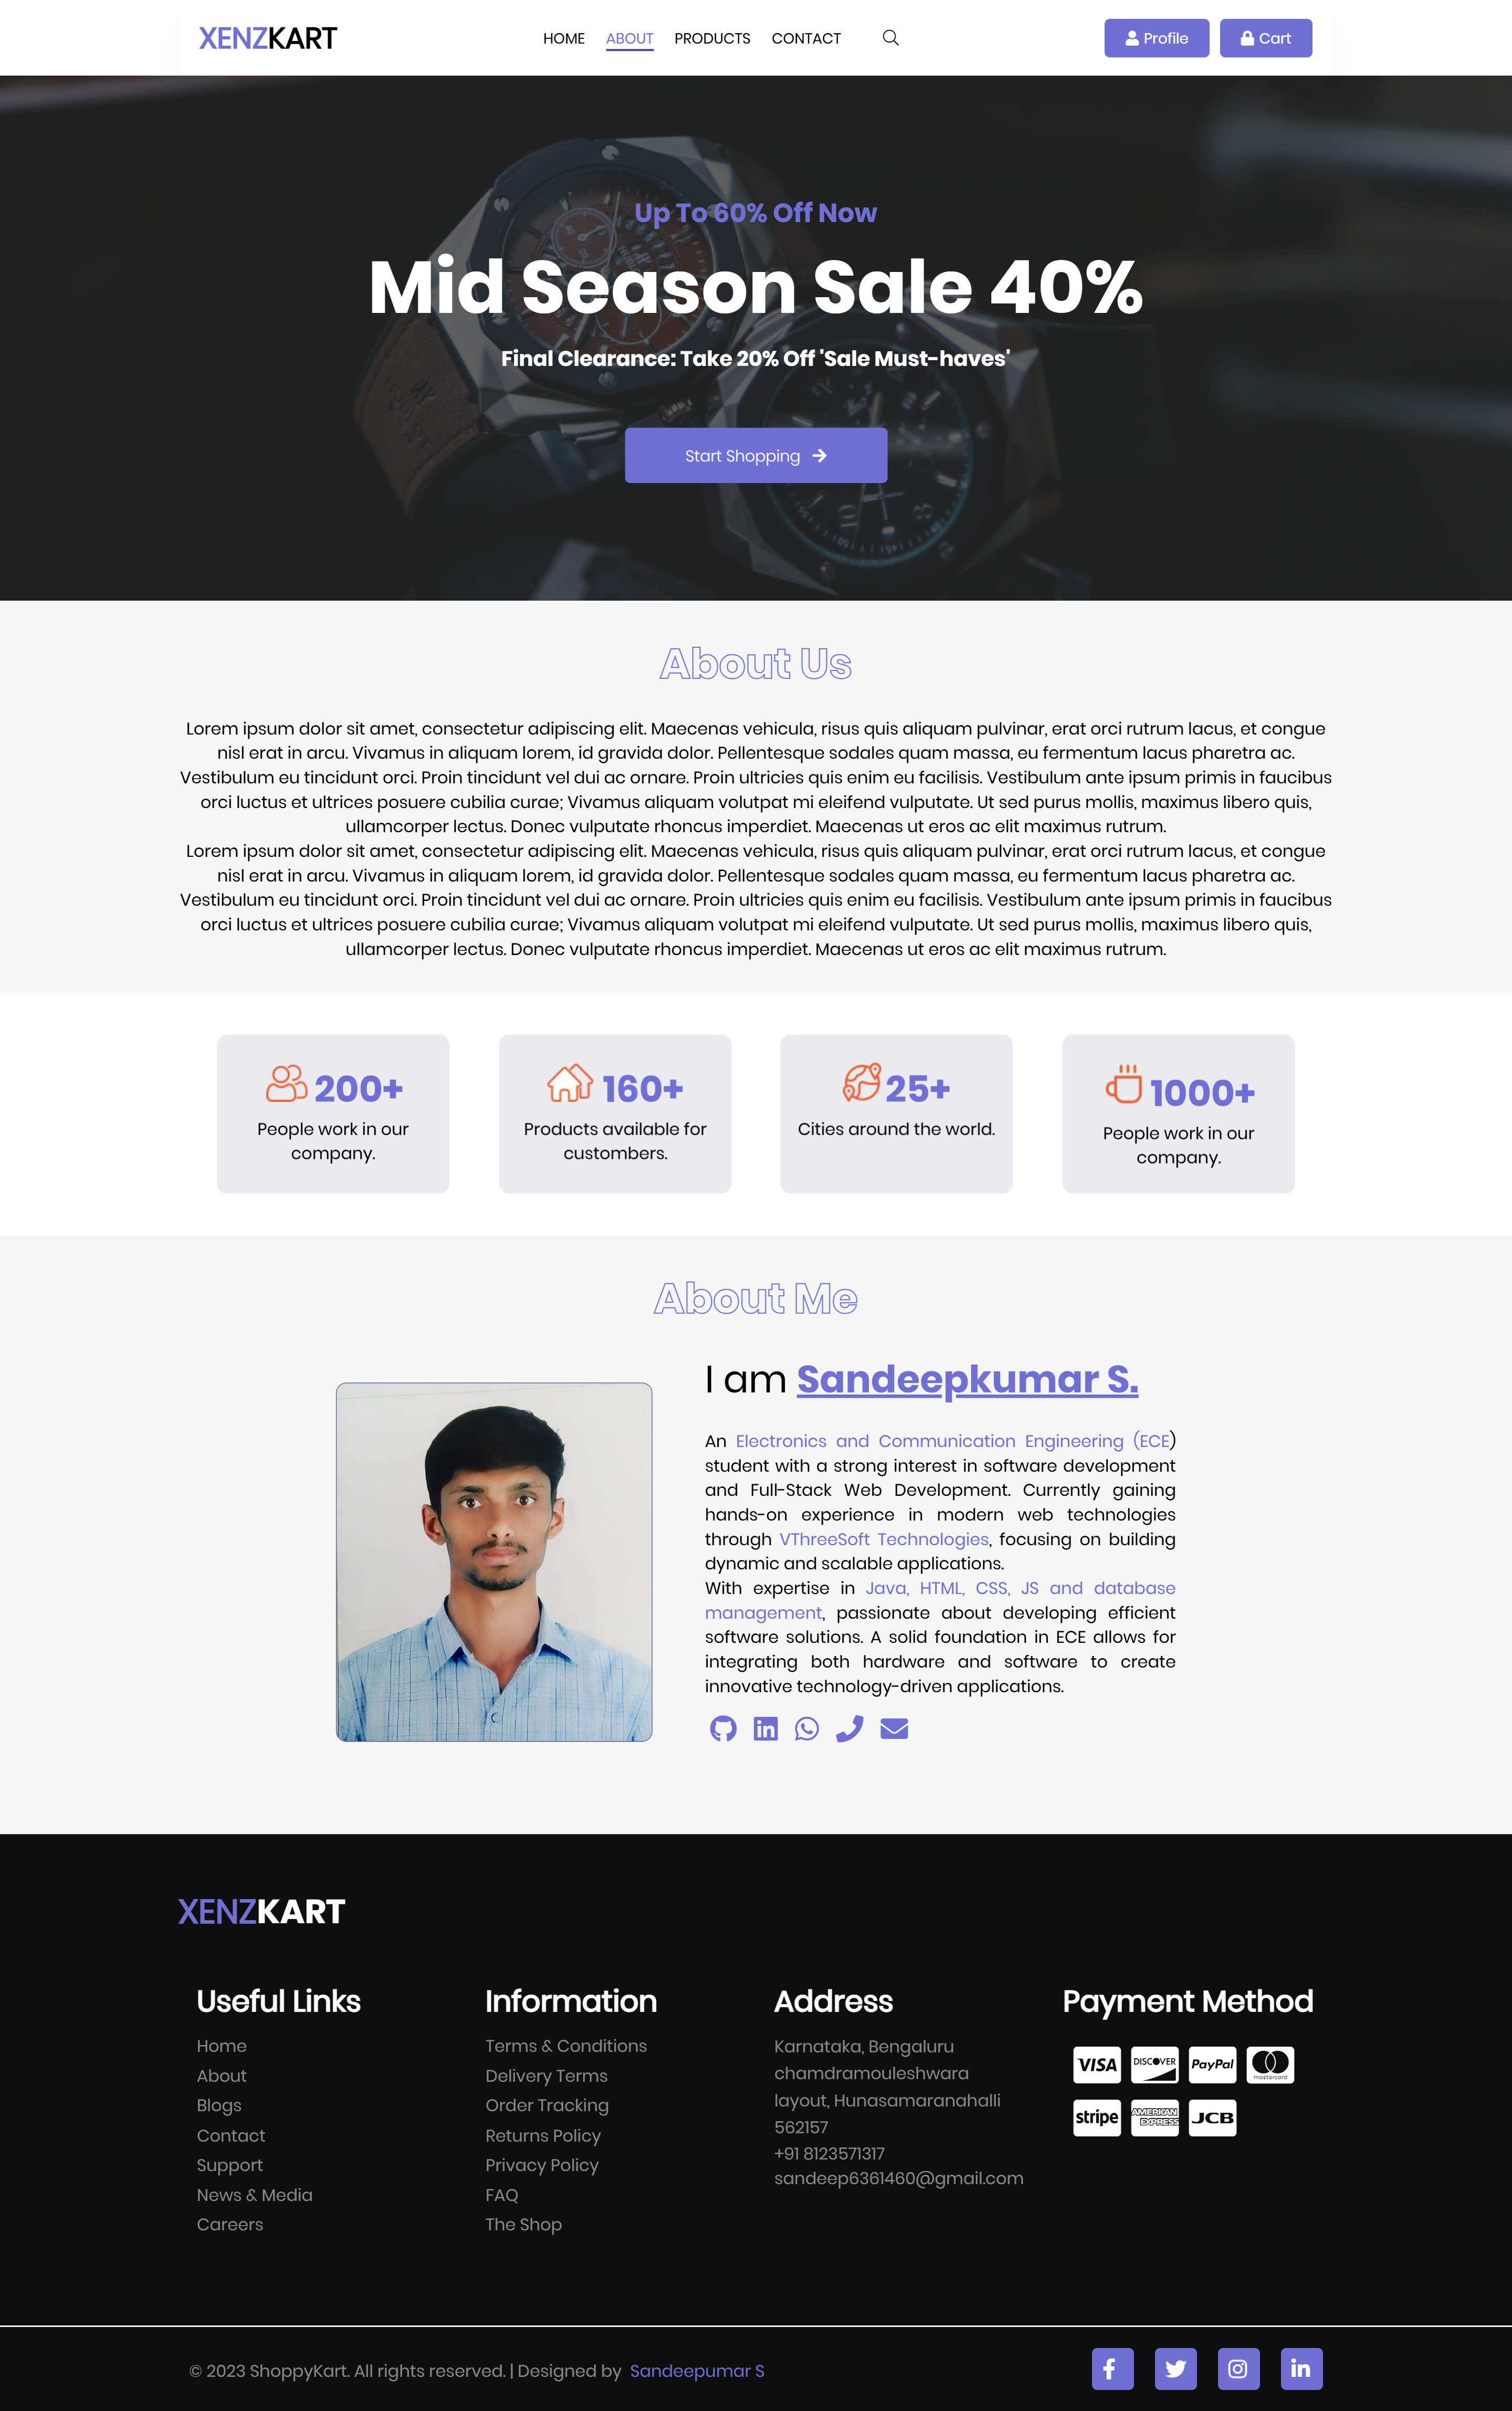 XENZKART
HOME ABOUT PRODUCTS CONTACT
Profile Cart
Up To 60% Off Now
Mid Season Sale 40%
Final Clearance: Take 20% Off 'Sale Must-haves'
Start Shopping
About Us
Lorem ipsum dolor sit amet, consectetur adipiscing elit. Maecenas vehicula, risus quis aliquam pulvinar, erat orci rutrum lacus, et congue
nisl erat in arcu. Vivamus in aliquam lorem, id gravida dolor. Pellentesque sodales quam massa, eu fermentum lacus pharetra ac.
Vestibulum eu tincidunt orci. Proin tincidunt vel dui ac ornare. Proin ultricies quis enim eu facilisis. Vestibulum ante ipsum primis in faucibus
orci luctus et ultrices posuere cubilia curae; Vivamus aliquam volutpat mi eleifend vulputate. Ut sed purus mollis, maximus libero quis,
ullamcorper lectus. Donec vulputate rhoncus imperdiet. Maecenas ut eros ac elit maximus rutrum.
Lorem ipsum dolor sit amet, consectetur adipiscing elit. Maecenas vehicula, risus quis aliquam pulvinar, erat orci rutrum lacus, et congue
nisl erat in arcu. Vivamus in aliquam lorem, id gravida dolor. Pellentesque sodales quam massa, eu fermentum lacus pharetra ac.
Vestibulum eu tincidunt orci. Proin tincidunt vel dui ac ornare. Proin ultricies quis enim eu facilisis. Vestibulum ante ipsum primis in faucibus
orci luctus et ultrices posuere cubilia curae; Vivamus aliquam volutpat mi eleifend vulputate. Ut sed purus mollis, maximus libero quis,
ullamcorper lectus. Donec vulputate rhoncus imperdiet. Maecenas ut eros ac elit maximus rutrum.
200+
People work in our
company.
160+
Products available for
custombers.
25+
Cities around the world.
1000+
People work in our
company.
About Me
I am Sandeepkumar S.
An Electronics and Communication Engineering (ECE)
student with a strong interest in software development
and Full-Stack Web Development. Currently gaining
hands-on experience in modern web technologies
through VThreeSoft Technologies, focusing on building
dynamic and scalable applications.
With expertise in Java, HTML, CSS, JS and database
management, passionate about developing efficient
software solutions. A solid foundation in ECE allows for
integrating both hardware and software to create
innovative technology-driven applications.
XENZKART
Useful Links
Home
About
Blogs
Contact
Support
News & Media
Careers
Information
Terms & Conditions
Delivery Terms
Order Tracking
Returns Policy
Privacy Policy
FAQ
The Shop
Address
Karnataka, Bengaluru
chamdramouleshwara
layout, Hunasamaranahalli
562157
+91 8123571317
sandeep6361460@gmail.com
Payment Method
VISA DISCOVER PayPal mastercard
stripe AMERICAN EXPRESS JCB
© 2023 ShoppyKart. All rights reserved. | Designed by Sandeepumar S